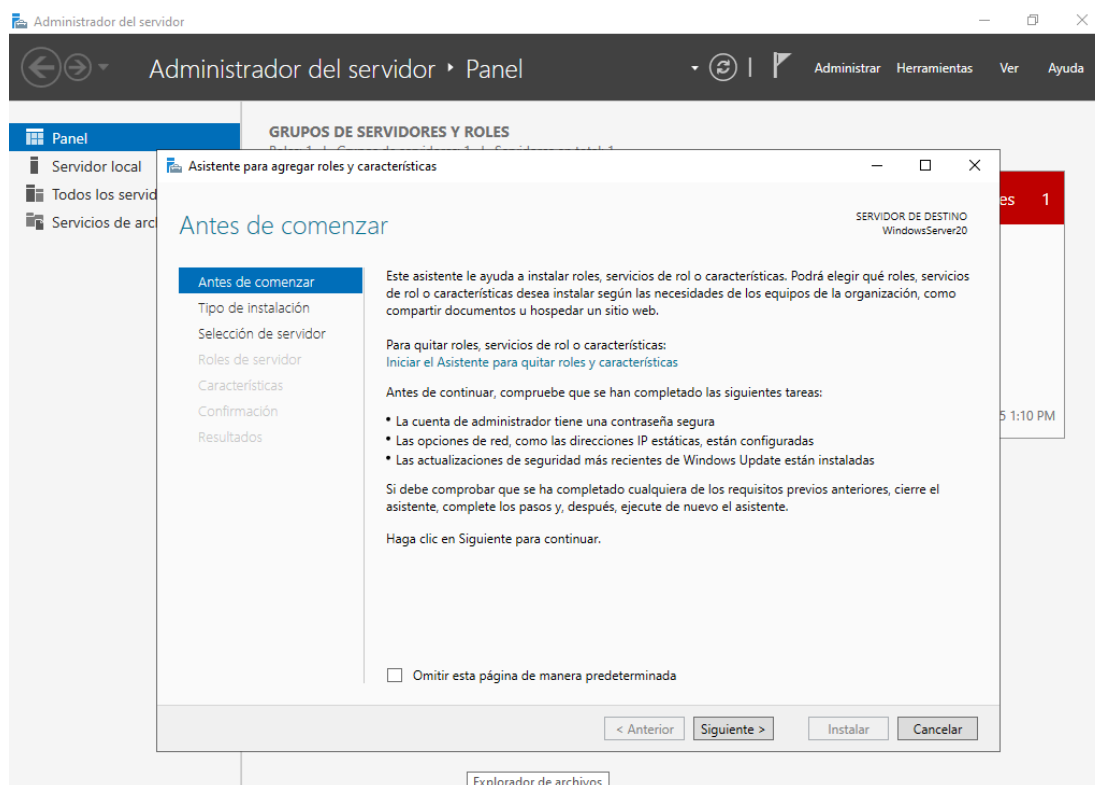 Administrador del servidor
Administrador del servidor ‣ Panel
Administrar Herramientas Ver Ayuda
Panel
Servidor local
Todos los servid
Servicios de arc
GRUPOS DE SERVIDORES Y ROLES
es 1
5 1:10 PM
Asistente para agregar roles y características
Antes de comenzar
SERVIDOR DE DESTINO
WindowsServer20
Antes de comenzar
Tipo de instalación
Selección de servidor
Roles de servidor
Características
Confirmación
Resultados
Este asistente le ayuda a instalar roles, servicios de rol o características. Podrá elegir qué roles, servicios
de rol o características desea instalar según las necesidades de los equipos de la organización, como
compartir documentos u hospedar un sitio web.
Para quitar roles, servicios de rol o características:
Iniciar el Asistente para quitar roles y características
Antes de continuar, compruebe que se han completado las siguientes tareas:
• La cuenta de administrador tiene una contraseña segura
• Las opciones de red, como las direcciones IP estáticas, están configuradas
• Las actualizaciones de seguridad más recientes de Windows Update están instaladas
Si debe comprobar que se ha completado cualquiera de los requisitos previos anteriores, cierre el
asistente, complete los pasos y, después, ejecute de nuevo el asistente.
Haga clic en Siguiente para continuar.
Omitir esta página de manera predeterminada
< Anterior Siguiente > Instalar Cancelar
Explorador de archivos